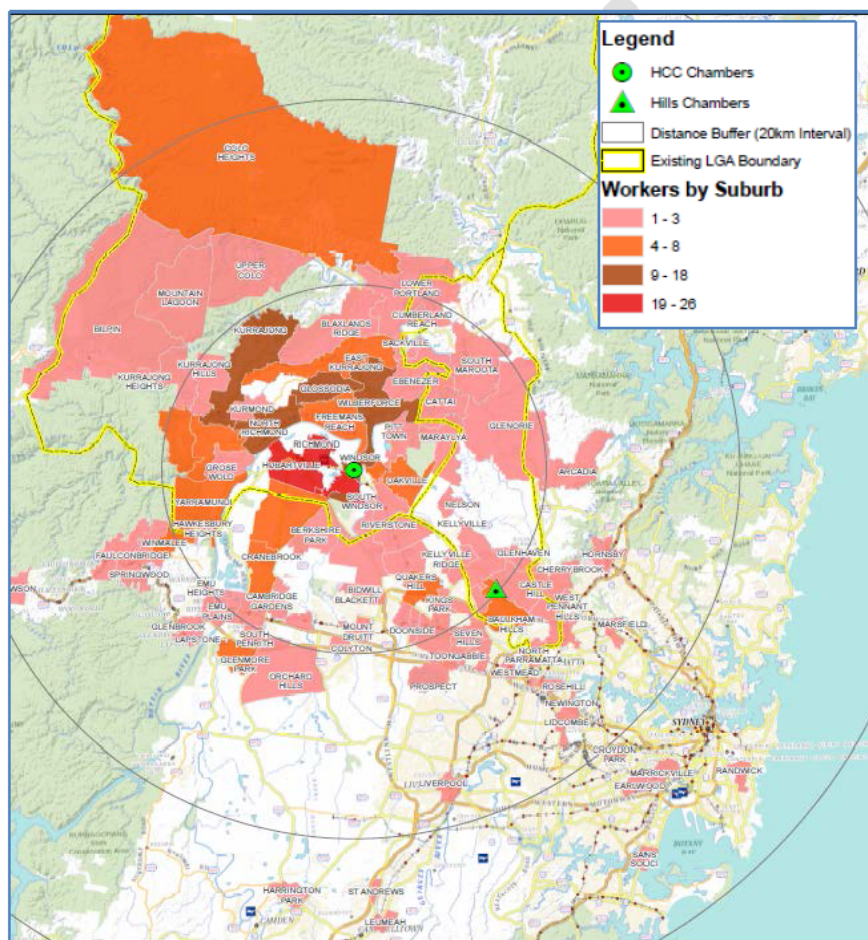 Legend
HCC Chambers
Hills Chambers
Distance Buffer (20km Interval)
Existing LGA Boundary
Workers by Suburb
1 - 3
4 - 8
9 - 18
19 - 26
COLO
HEIGHTS
UPPER
COLO
MOUNTAIN
LAGOON
BILPIN
LOWER
PORTLAND
CUMBERLAND
REACH
KURRAJONG
BLAXLANDS
RIDGE
SACKVILLE
KURRAJONG
HILLS
EAST
KURRAJONG
SOUTH
MAROOTA
KURRAJONG
HEIGHTS
GLOSSODIA
EBENEZER
KURMOND
WILBERFORCE
CATTAI
NORTH
RICHMOND
FREEMANS
REACH
PITT
TOWN
GLENORIE
RICHMOND
MARAYLYA
HOBARTVILLE
WINDSOR
GROSE
WOLD
OAKVILLE
ARCADIA
YARRAMUNDI
SOUTH
WINDSOR
NELSON
HAWKESBURY
HEIGHTS
BERKSHIRE
PARK
RIVERSTONE
KELLYVILLE
WINMALEE
FAULCONBRIDGE
SPRINGWOOD
CRANEBROOK
KELLYVILLE
RIDGE
GLENHAVEN
HORNSBY
CHERRYBROOK
EMU
HEIGHTS
CAMBRIDGE
GARDENS
BIDWILL
BLACKETT
QUAKERS
HILL
CASTLE
HILL
WEST
PENNANT
HILLS
EMU
PLAINS
KINGS
PARK
BAULKHAM
HILLS
GLENBROOK
LAPSTONE
SOUTH
PENRITH
MOUNT
DRUITT
COLYTON
DOONSIDE
SEVEN
HILLS
MARSFIELD
TOONGABBIE
NORTH
PARRAMATTA
GLENMORE
PARK
ORCHARD
HILLS
PROSPECT
WESTMEAD
ROSEHILL
NEWINGTON
LIDCOMBE
SYDNEY
CROYDON
PARK
LIVERPOOL
MARRICKVILLE
EARLWOOD
RANDWICK
SANS
SOUCI
HARRINGTON
PARK
ST ANDREWS
LEUMEAH
CAMDEN